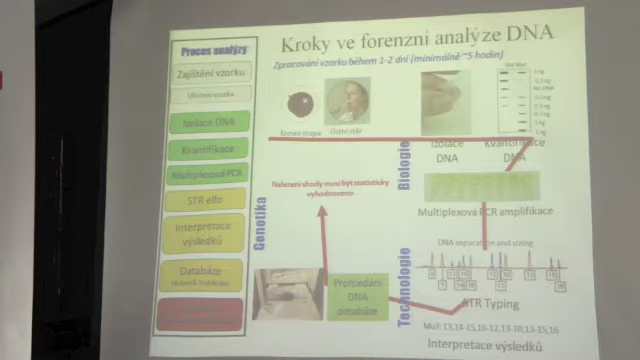 Kroky ve forenzní analýze DNA
Zpracování vzorku během 1-2 dní (minimálně ~5 hodin)
Proces analýzy
Zajištění vzorku
Uložení vzorku
Izolace DNA
Kvantifikace
Multiplexová PCR
STR elfo
Interpretace
výsledků
Databáze
Krevní stopa
Ústní stěr
Izolace
DNA
Kvantifikace
DNA
Biologie
Nalezení shody musí být statisticky
vyhodnoceno
Multiplexová PCR amplifikace
Genetika
DNA separation and sizing
Technologie
Prohledání
DNA
databáze
STR Typing
Muž: 13,14-15,16-12,13-10,13-15,16
Interpretace výsledků